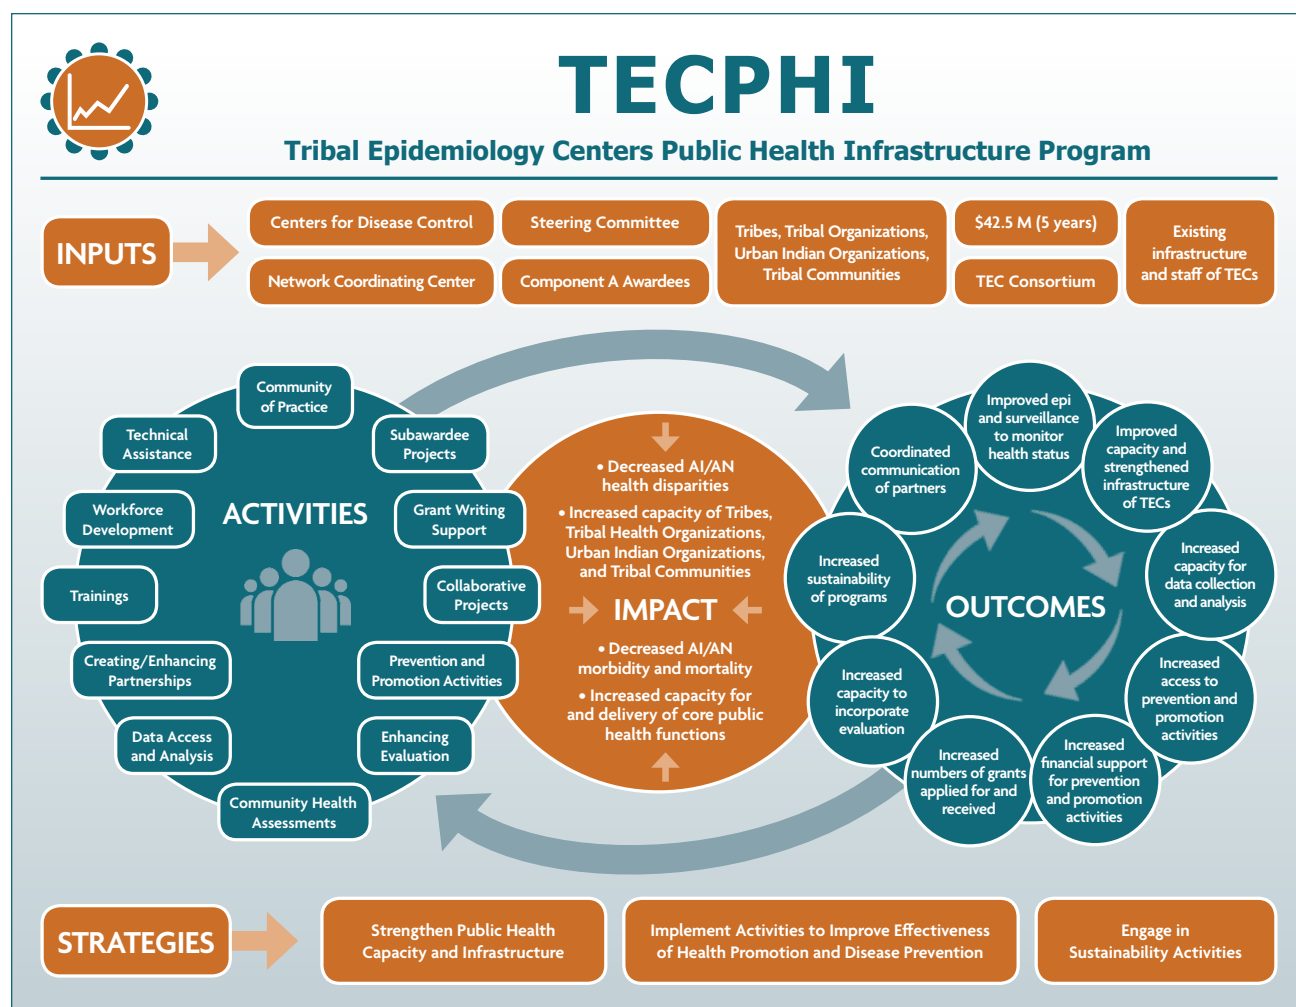 TECPHI
Tribal Epidemiology Centers Public Health Infrastructure Program
INPUTS
Centers for Disease Control
Network Coordinating Center
Steering Committee
Component A Awardees
Tribes, Tribal Organizations,
Urban Indian Organizations,
Tribal Communities
$42.5 M (5 years)
TEC Consortium
Existing
infrastructure
and staff of TECs
ACTIVITIES
Community
of Practice
Subawardee
Projects
Grant Writing
Support
Collaborative
Projects
Prevention and
Promotion Activities
Enhancing
Evaluation
Community Health
Assessments
Data Access
and Analysis
Creating/Enhancing
Partnerships
Trainings
Workforce
Development
Technical
Assistance
• Decreased AI/AN
health disparities
• Increased capacity of Tribes,
Tribal Health Organizations,
Urban Indian Organizations,
and Tribal Communities
IMPACT
• Decreased AI/AN
morbidity and mortality
• Increased capacity for
and delivery of core public
health functions
OUTCOMES
Improved epi
and surveillance
to monitor
health status
Improved
capacity and
strengthened
infrastructure
of TECs
Increased
capacity for
data collection
and analysis
Increased
access to
prevention and
promotion
activities
Increased
financial support
for prevention
and promotion
activities
Increased
numbers of grants
applied for and
received
Increased
capacity to
incorporate
evaluation
Increased
sustainability
of programs
Coordinated
communication
of partners
STRATEGIES
Strengthen Public Health
Capacity and Infrastructure
Implement Activities to Improve Effectiveness
of Health Promotion and Disease Prevention
Engage in
Sustainability Activities